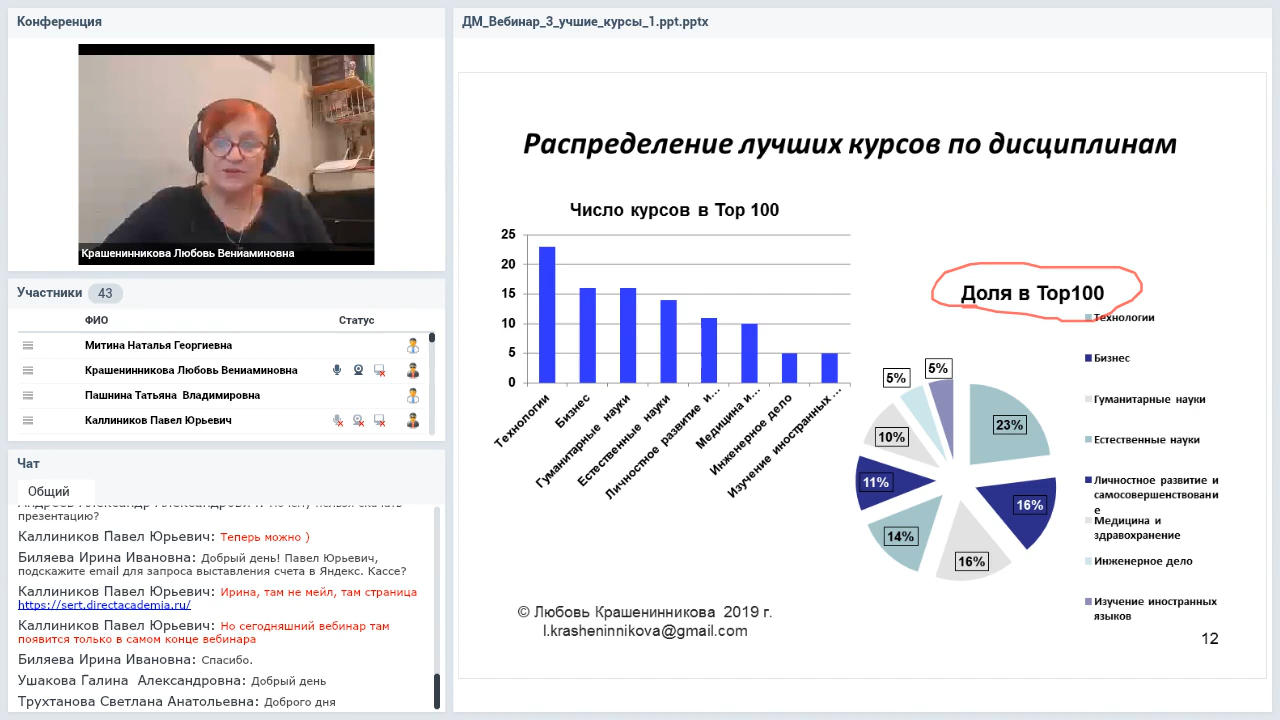 Конференция
Крашенинникова Любовь Вениаминовна
Участники 43
ФИО Статус
Митина Наталья Георгиевна
Крашенинникова Любовь Вениаминовна
Пашнина Татьяна Владимировна
Каллиников Павел Юрьевич
Чат
Общий
презентацию?
Каллиников Павел Юрьевич: Теперь можно )
Биляева Ирина Ивановна: Добрый день! Павел Юрьевич,
подскажите email для запроса выставления счета в Яндекс. Кассе?
Каллиников Павел Юрьевич: Ирина, там не мейл, там страница
https://sert.directacademia.ru/
Каллиников Павел Юрьевич: Но сегодняшний вебинар там
появится только в самом конце вебинара
Биляева Ирина Ивановна: Спасибо.
Ушакова Галина Александровна: Добрый день
Трухтанова Светлана Анатольевна: Доброго дня
ДМ_Вебинар_3_учшие_курсы_1.ppt.pptx
Распределение лучших курсов по дисциплинам
Число курсов в Top 100
25
20
15
10
5
0
Технологии
Бизнес
Гуманитарные науки
Естественные науки
Личностное развитие и...
Медицина и...
Инженерное дело
Изучение иностранных ...
Доля в Top100
23%
16%
16%
14%
11%
10%
5%
5%
Технологии
Бизнес
Гуманитарные науки
Естественные науки
Личностное развитие и
самосовершенствовани
е
Медицина и
здравохранение
Инженерное дело
Изучение иностранных
языков
© Любовь Крашенинникова 2019 г.
l.krasheninnikova@gmail.com
12